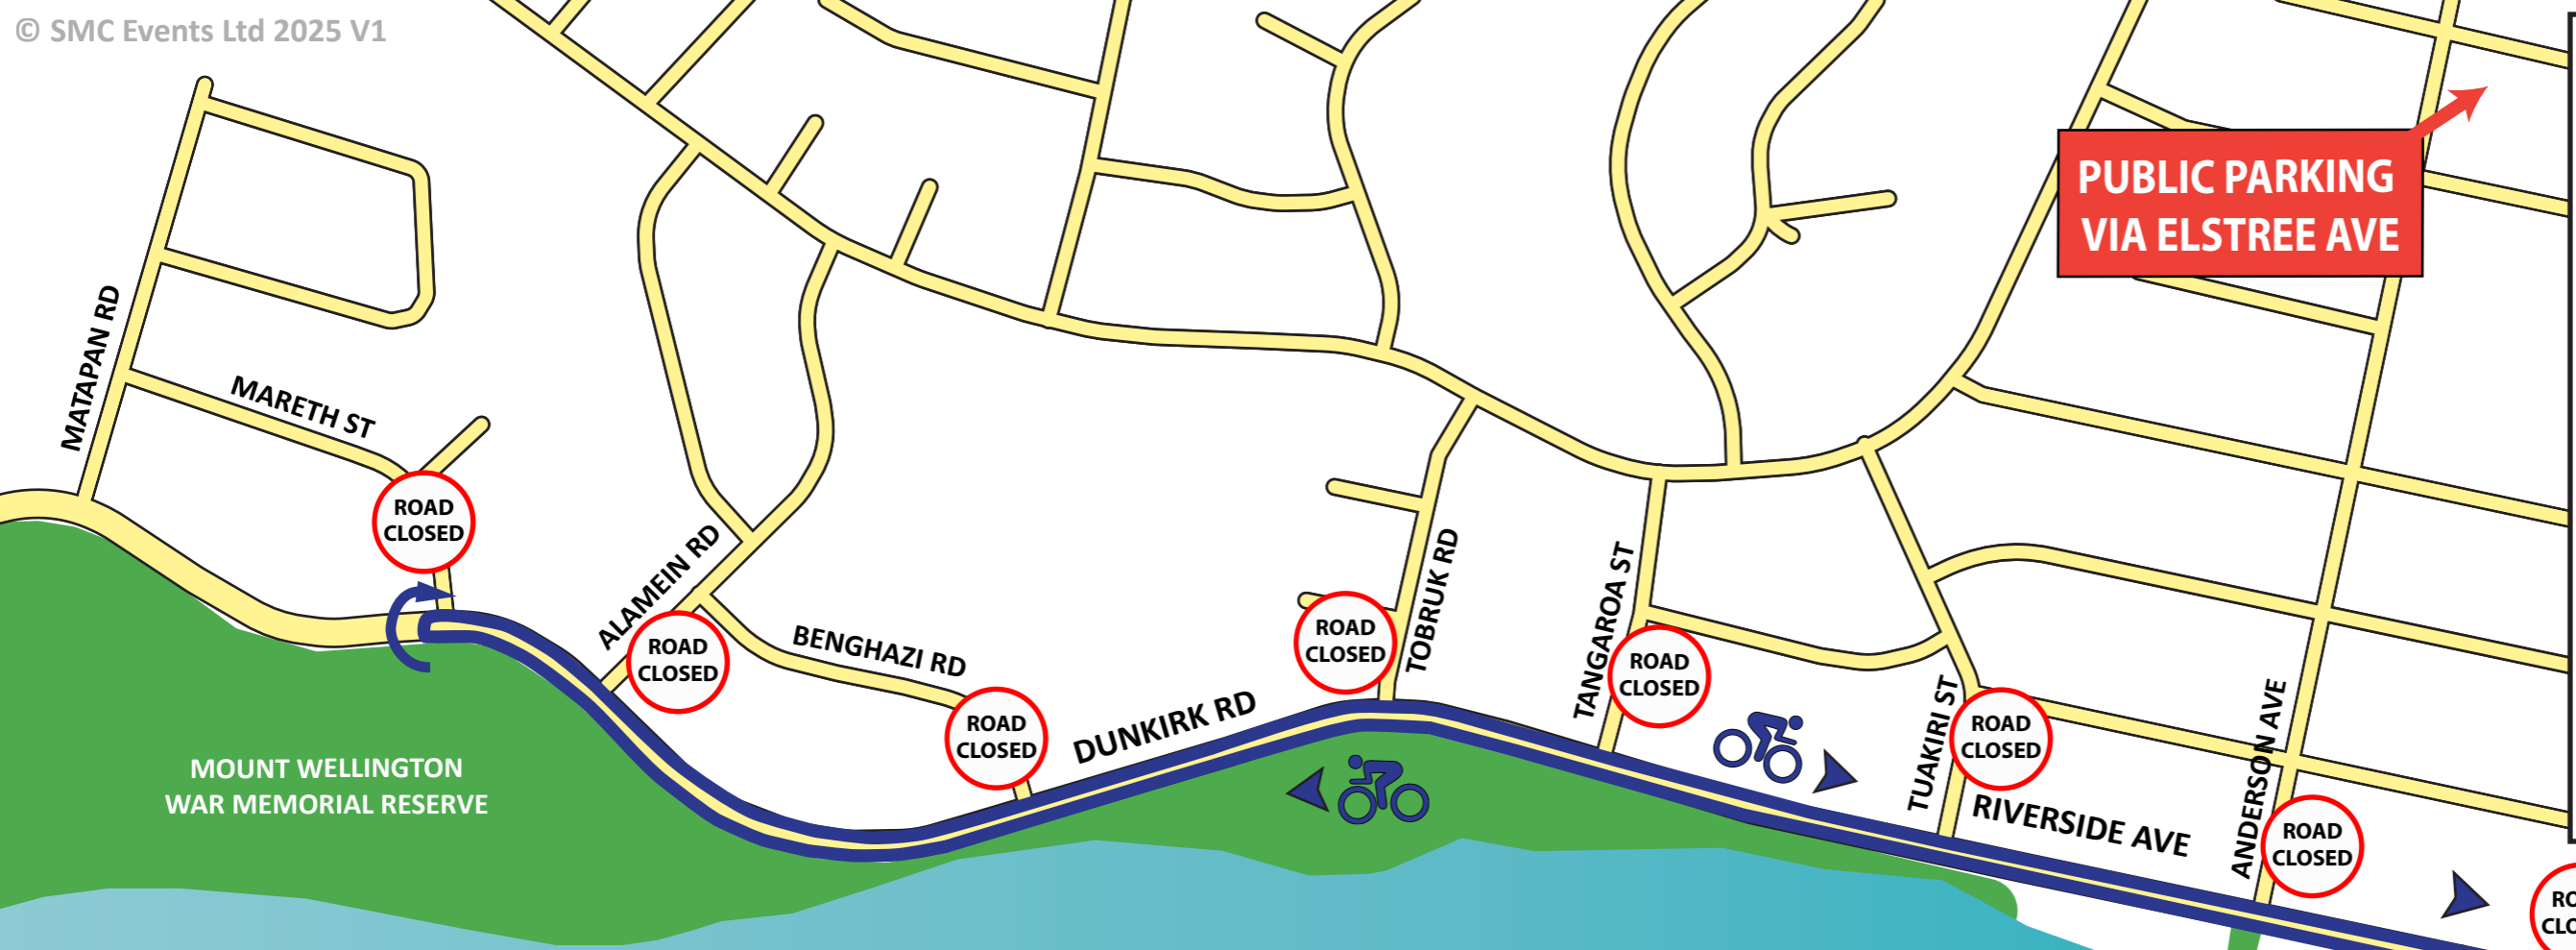 © SMC Events Ltd 2025 V1
PUBLIC PARKING
VIA ELSTREE AVE
MATAPAN RD
MARETH ST
ROAD
CLOSED
ALAMEIN RD
ROAD
CLOSED
BENGHAZI RD
ROAD
CLOSED
DUNKIRK RD
ROAD
CLOSED
TOBRUK RD
TANGAROA ST
ROAD
CLOSED
TUAKIRI ST
ROAD
CLOSED
RIVERSIDE AVE
ANDERSON AVE
ROAD
CLOSED
MOUNT WELLINGTON
WAR MEMORIAL RESERVE
RO
CLO